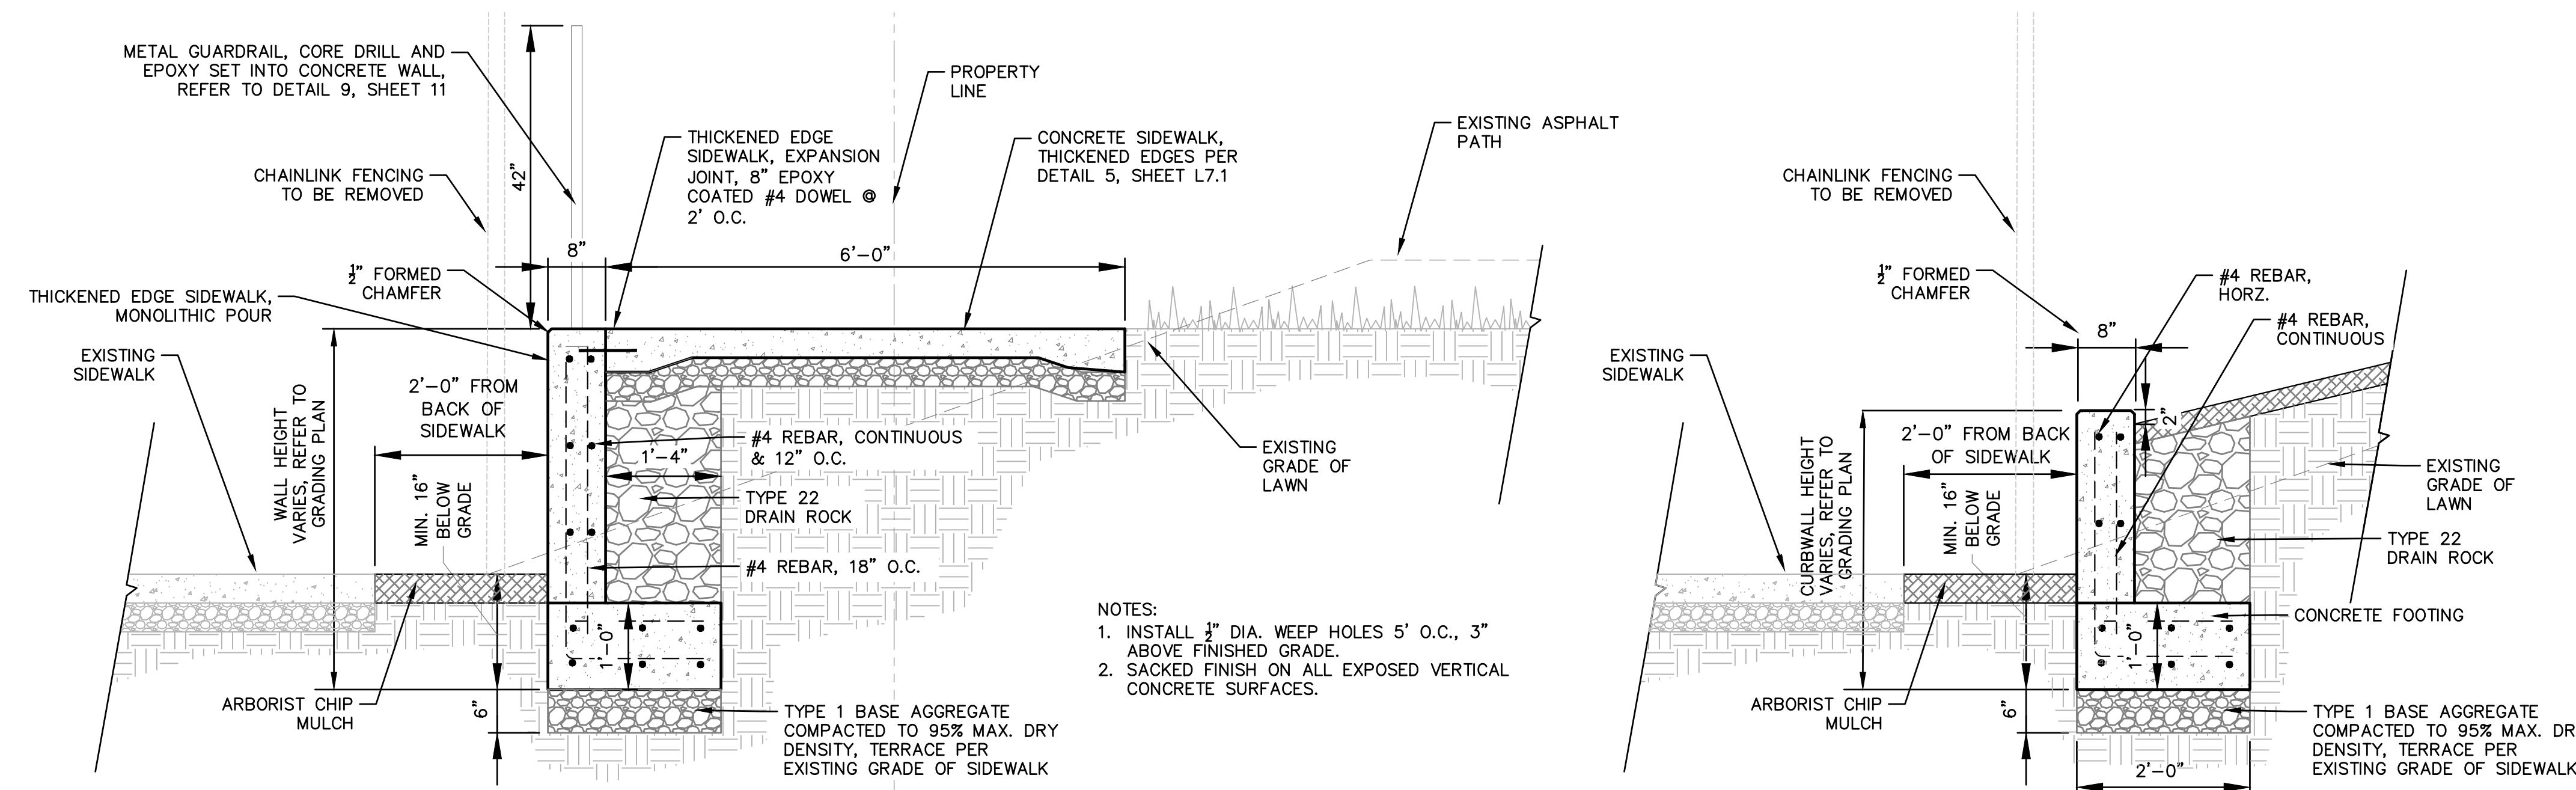 METAL GUARDRAIL, CORE DRILL AND
EPOXY SET INTO CONCRETE WALL,
REFER TO DETAIL 9, SHEET 11
42"
PROPERTY
LINE
THICKENED EDGE
SIDEWALK, EXPANSION
JOINT, 8" EPOXY
COATED #4 DOWEL @
2' O.C.
CONCRETE SIDEWALK,
THICKENED EDGES PER
DETAIL 5, SHEET L7.1
EXISTING ASPHALT
PATH
CHAINLINK FENCING
TO BE REMOVED
8"
6'-0"
½" FORMED
CHAMFER
THICKENED EDGE SIDEWALK,
MONOLITHIC POUR
EXISTING
SIDEWALK
WALL HEIGHT
VARIES, REFER TO
GRADING PLAN
2'-0" FROM
BACK OF
SIDEWALK
MIN. 16"
BELOW
GRADE
#4 REBAR, CONTINUOUS
& 12" O.C.
1'-4"
TYPE 22
DRAIN ROCK
#4 REBAR, 18" O.C.
EXISTING
GRADE OF
LAWN
1'-0"
ARBORIST CHIP
MULCH
6"
TYPE 1 BASE AGGREGATE
COMPACTED TO 95% MAX. DRY
DENSITY, TERRACE PER
EXISTING GRADE OF SIDEWALK
NOTES:
1. INSTALL ½" DIA. WEEP HOLES 5' O.C., 3"
ABOVE FINISHED GRADE.
2. SACKED FINISH ON ALL EXPOSED VERTICAL
CONCRETE SURFACES.
CHAINLINK FENCING
TO BE REMOVED
½" FORMED
CHAMFER
#4 REBAR,
HORZ.
#4 REBAR,
CONTINUOUS
8"
EXISTING
SIDEWALK
2"
CURBWALL HEIGHT
VARIES, REFER TO
GRADING PLAN
2'-0" FROM BACK
OF SIDEWALK
MIN. 16"
BELOW
GRADE
EXISTING
GRADE OF
LAWN
TYPE 22
DRAIN ROCK
CONCRETE FOOTING
1'-0"
ARBORIST CHIP
MULCH
6"
TYPE 1 BASE AGGREGATE
COMPACTED TO 95% MAX. DR
DENSITY, TERRACE PER
EXISTING GRADE OF SIDEWALK
2'-0"